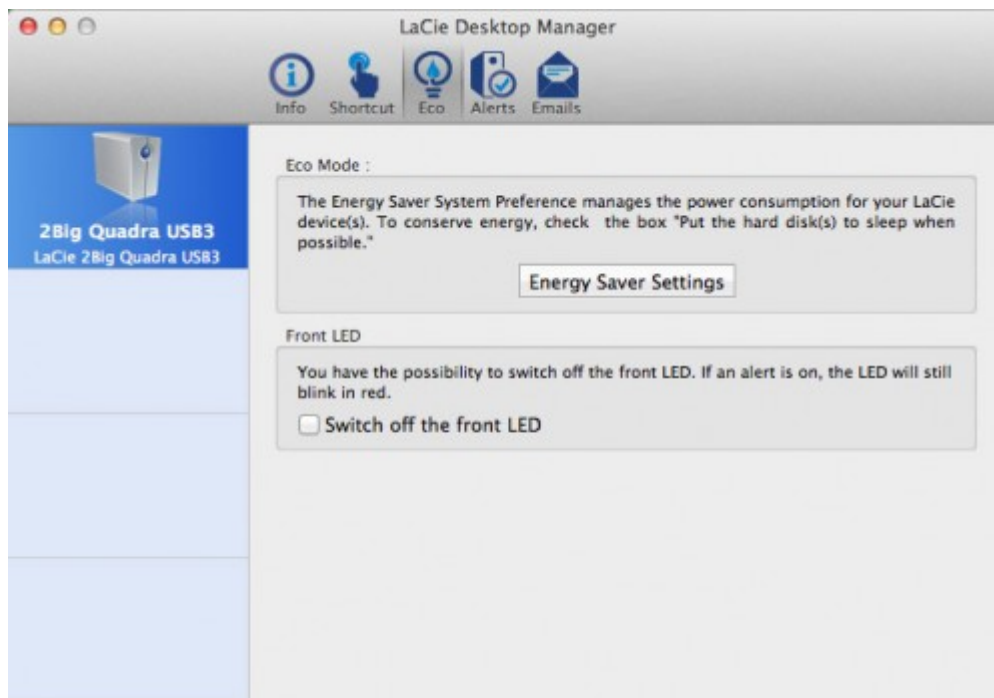 LaCie Desktop Manager
Info Shortcut Eco Alerts Emails
2Big Quadra USB3
LaCie 2Big Quadra USB3
Eco Mode :
The Energy Saver System Preference manages the power consumption for your LaCie
device(s). To conserve energy, check the box "Put the hard disk(s) to sleep when
possible."
Energy Saver Settings
Front LED
You have the possibility to switch off the front LED. If an alert is on, the LED will still
blink in red.
Switch off the front LED